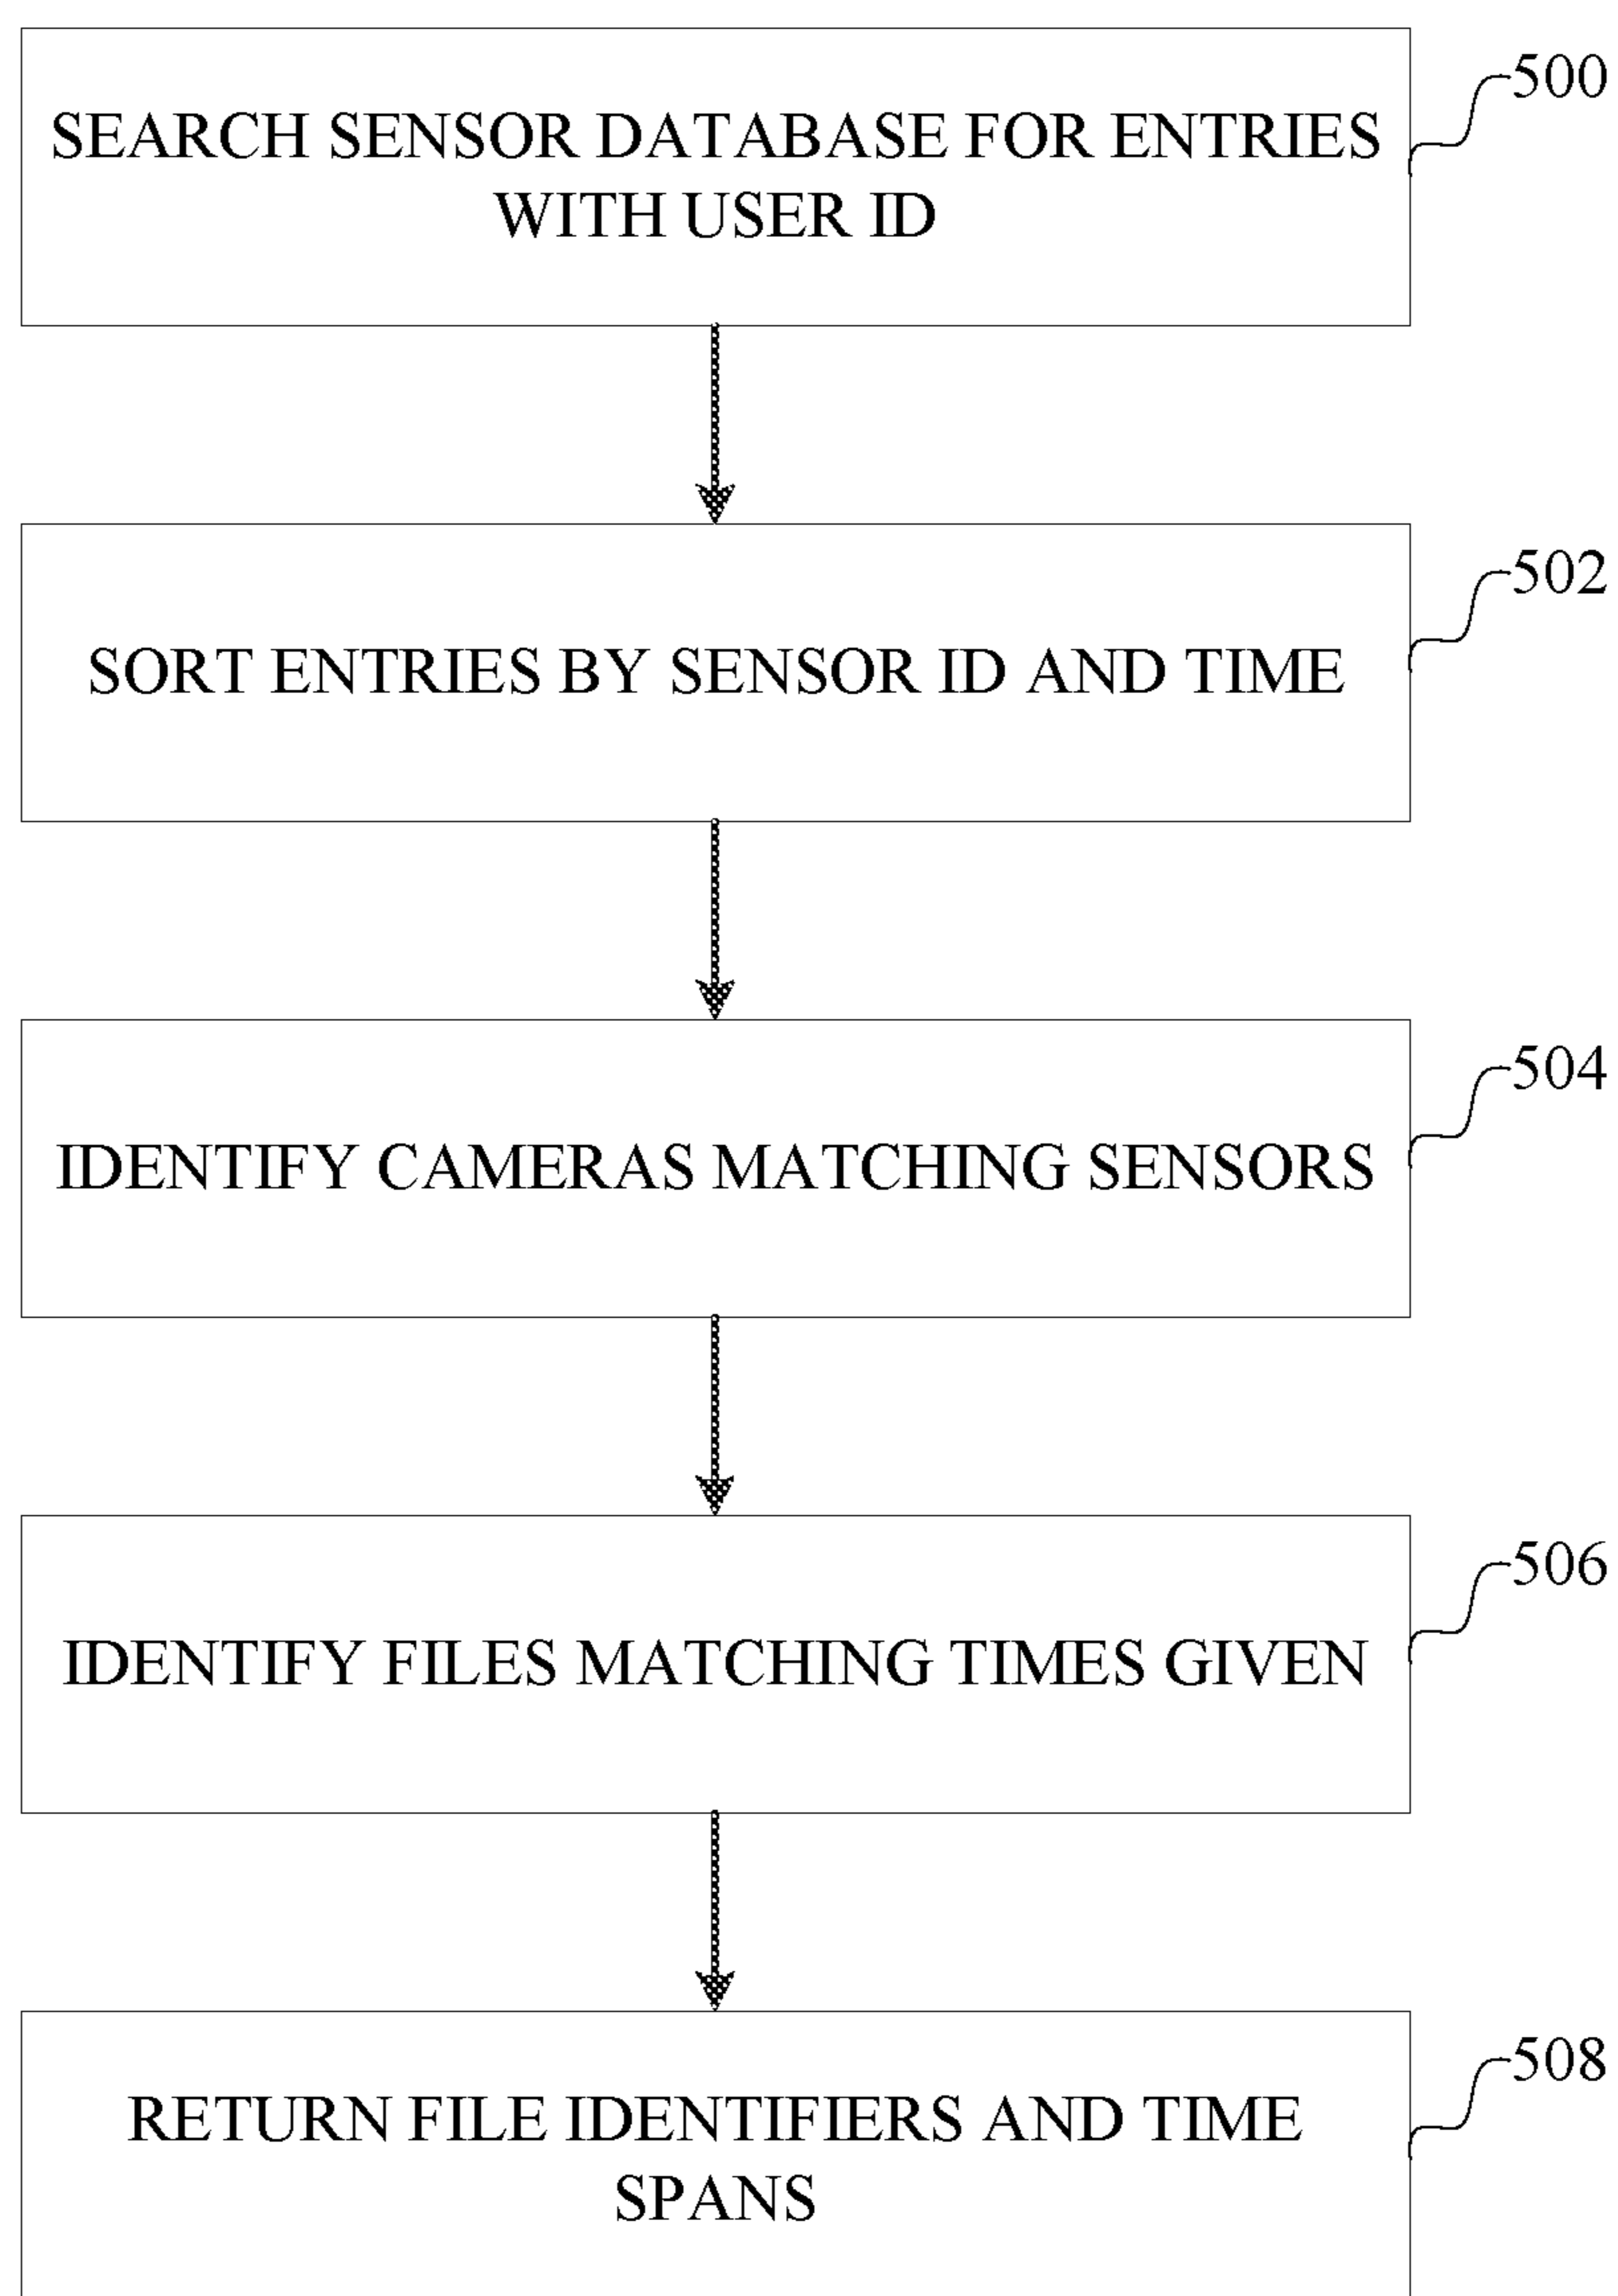 SEARCH SENSOR DATABASE FOR ENTRIES
WITH USER ID
500
SORT ENTRIES BY SENSOR ID AND TIME
502
IDENTIFY CAMERAS MATCHING SENSORS
504
IDENTIFY FILES MATCHING TIMES GIVEN
506
RETURN FILE IDENTIFIERS AND TIME
SPANS
508